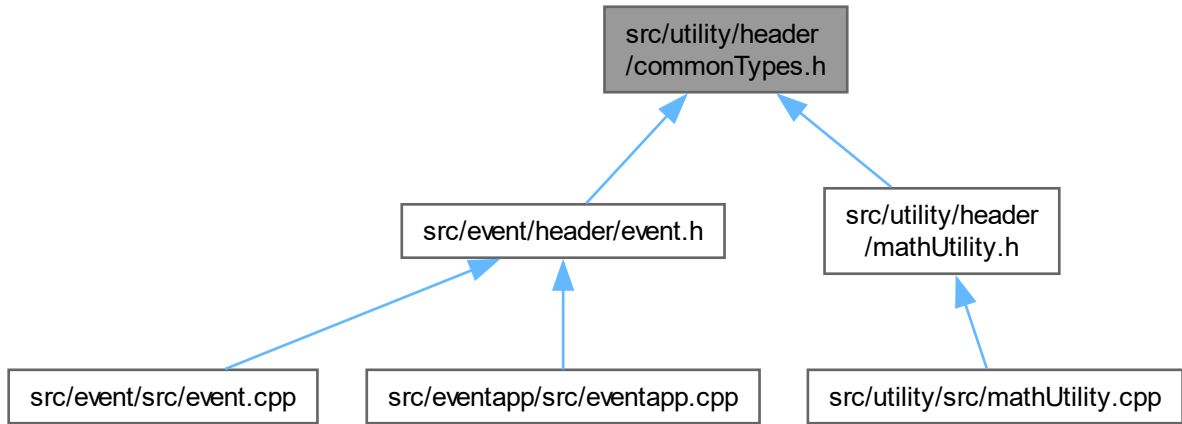 src/utility/header
/commonTypes.h
src/event/header/event.h
src/utility/header
/mathUtility.h
src/event/src/event.cpp
src/eventapp/src/eventapp.cpp
src/utility/src/mathUtility.cpp